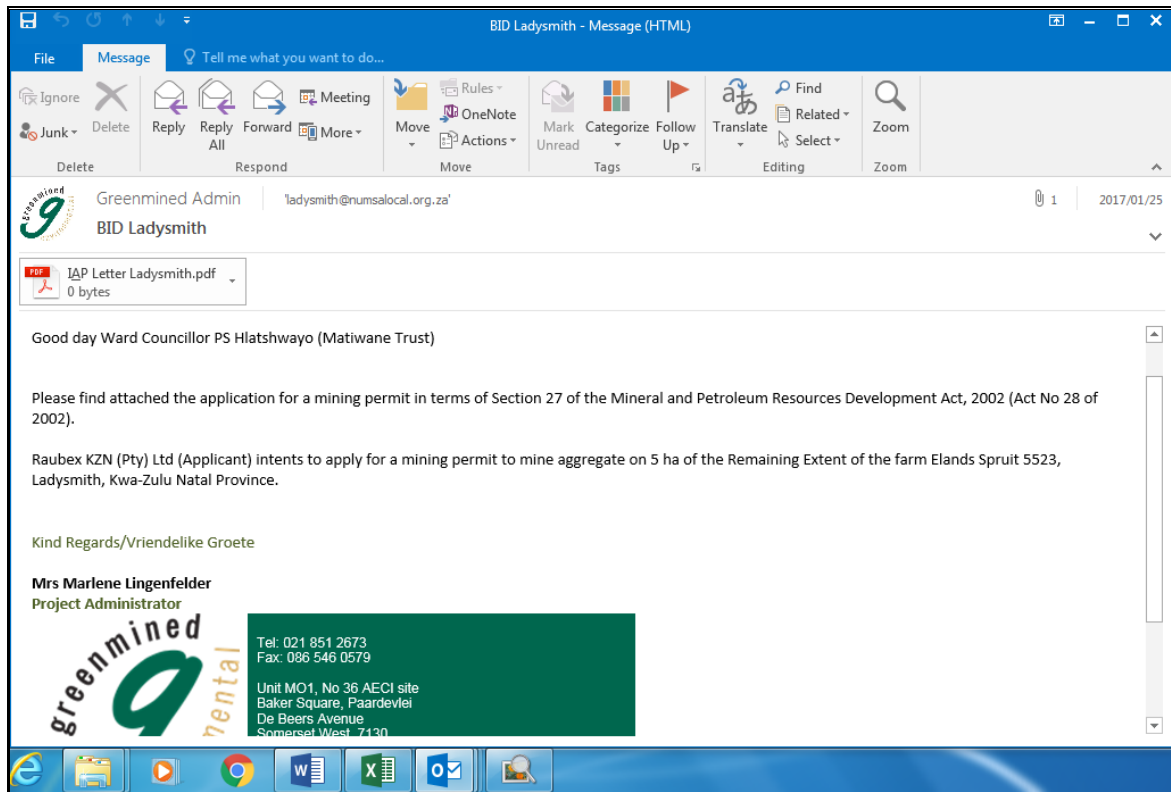 BID Ladysmith - Message (HTML)
File Message Tell me what you want to do...
Ignore
Junk
Delete
Reply
Reply All
Forward
Meeting
More
Move
Rules
OneNote
Actions
Mark Unread
Categorize
Follow Up
Translate
Find
Related
Select
Zoom
Delete Respond Move Tags Editing Zoom
greenmined
Greenmined Admin 'ladysmith@numsalocal.org.za' 1 2017/01/25
BID Ladysmith
PDF
IAP Letter Ladysmith.pdf
0 bytes
Good day Ward Councillor PS Hlatshwayo (Matiwane Trust)
Please find attached the application for a mining permit in terms of Section 27 of the Mineral and Petroleum Resources Development Act, 2002 (Act No 28 of
2002).
Raubex KZN (Pty) Ltd (Applicant) intents to apply for a mining permit to mine aggregate on 5 ha of the Remaining Extent of the farm Elands Spruit 5523,
Ladysmith, Kwa-Zulu Natal Province.
Kind Regards/Vriendelike Groete
Mrs Marlene Lingenfelder
Project Administrator
greenmined
mental
Tel: 021 851 2673
Fax: 086 546 0579
Unit MO1, No 36 AECI site
Baker Square, Paardevlei
De Beers Avenue
Somerset West, 7130